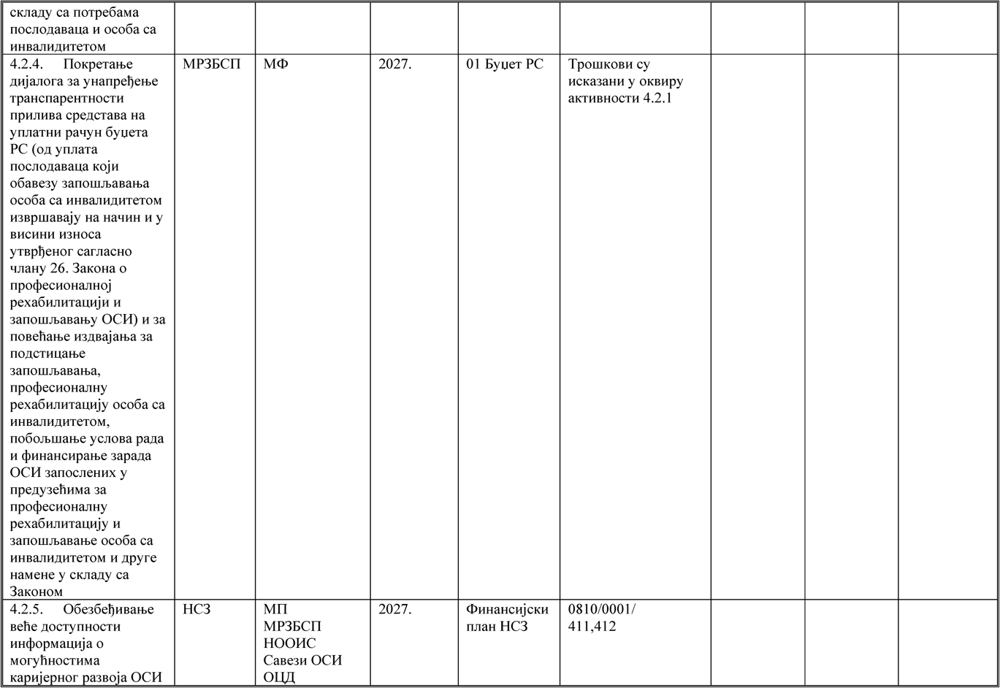 складу са потребама
послодаваца и особа са
инвалидитетом
4.2.4. Покретање
дијалога за унапређење
транспарентности
прилива средстава на
уплатни рачун буџета
РС (од уплата
послодаваца који
обавезу запошљавања
особа са инвалидитетом
извршавају на начин и у
висини износа
утврђеног сагласно
члану 26. Закона о
професионалној
рехабилитацији и
запошљавању ОСИ) и за
повећање издвајања за
подстицање
запошљавања,
професионалну
рехабилитацију особа са
инвалидитетом,
побољшање услова рада
и финансирање зарада
ОСИ запослених у
предузећима за
професионалну
рехабилитацију и
запошљавање особа са
инвалидитетом и друге
намене у складу са
Законом
МРЗБСП
МФ
2027.
01 Буџет РС
Трошкови су
исказани у оквиру
активности 4.2.1
4.2.5. Обезбеђивање
веће доступности
информација о
могућностима
каријерног развоја ОСИ
НСЗ
МП
МРЗБСП
НООИС
Савези ОСИ
ОЦД
2027.
Финансијски
план НСЗ
0810/0001/
411,412